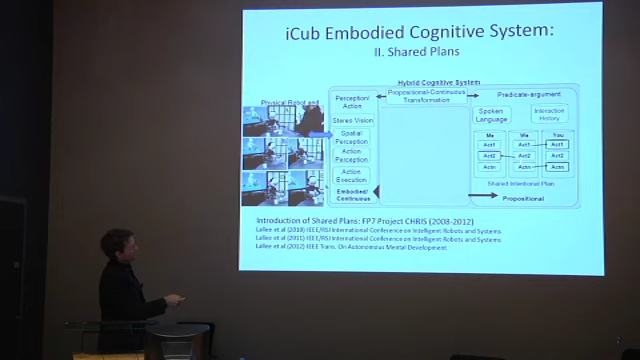 iCub Embodied Cognitive System:
II. Shared Plans
Hybrid Cognitive System
Physical Robot and
Perception/
Action
Propositional-Continuous
Transformation
Predicate-argument
Stereo Vision
Spatial
Perception
Action
Perception
Action
Execution
Embodied/
Continuous
Spoken
Language
Interaction
History
Me
We
You
Act1
Act1
Act1
Act2
Act2
Act2
Actn
Actn
Actn
Shared Intentional Plan
Propositional
Introduction of Shared Plans: FP7 Project CHRIS (2008-2012)
Lallee et al (2010) IEEE/RSJ International Conference on Intelligent Robots and Systems
Lallee et al (2011) IEEE/RSJ International Conference on Intelligent Robots and Systems
Lallee et al (2012) IEEE Trans. On Autonomous Mental Development